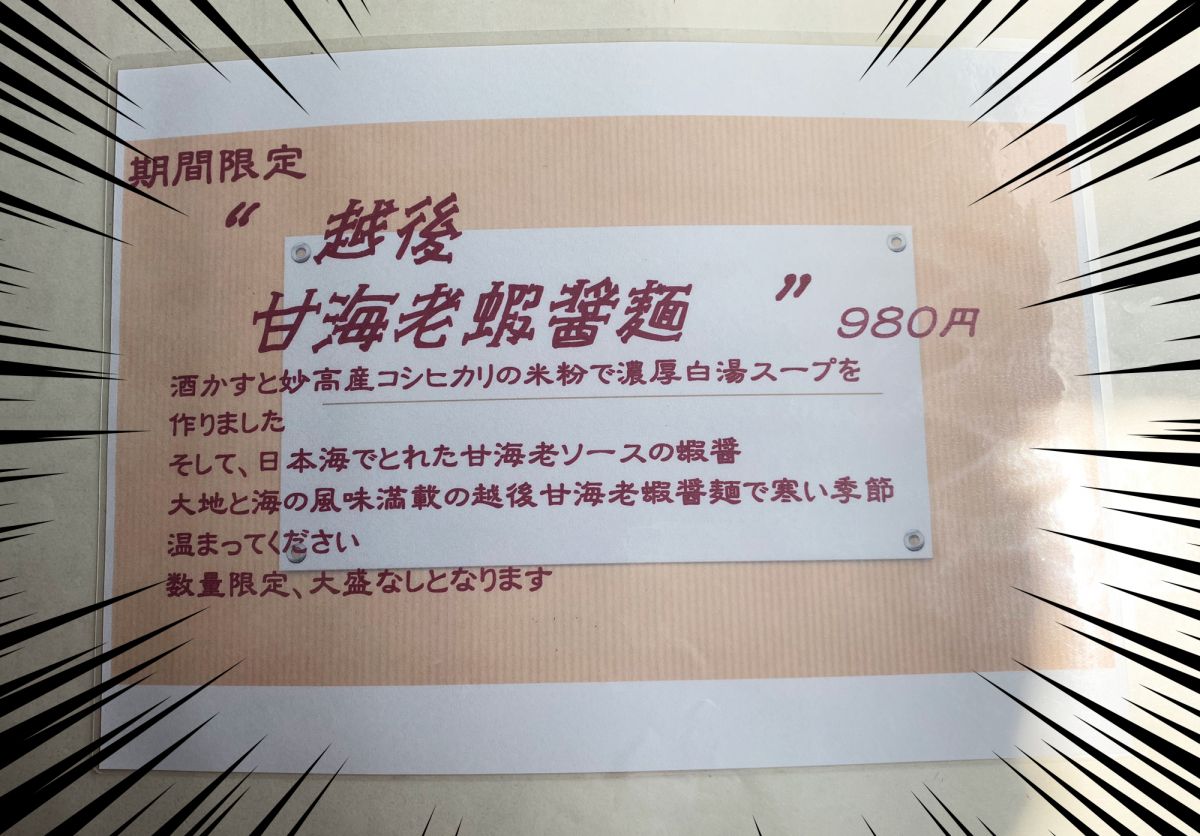 期間限定
“ 越後
甘海老蝦醤麺 ” 980円
酒かすと妙高産コシヒカリの米粉で濃厚白湯スープを
作りました
そして、日本海でとれた甘海老ソースの蝦醤
大地と海の風味満載の越後甘海老蝦醤麺で寒い季節
温まってください
数量限定、大盛なしとなります